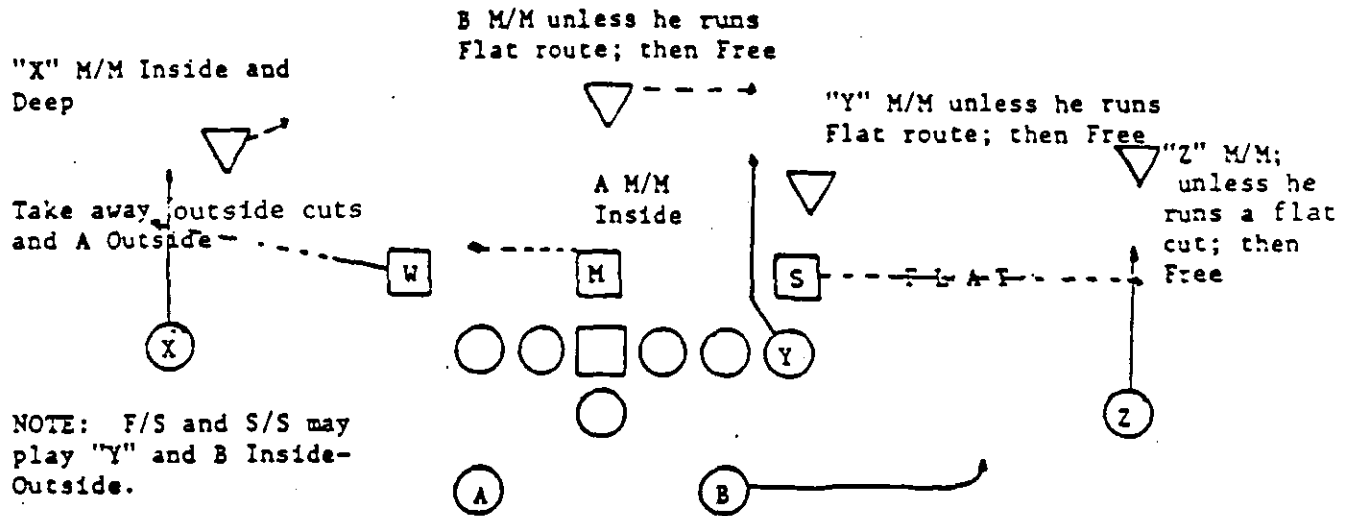 B M/M unless he runs
Flat route; then Free
"X" M/M Inside and
Deep
"Y" M/M unless he runs
Flat route; then Free
"Z" M/M;
unless he
runs a flat
cut; then
Free
A M/M
Inside
Take away outside cuts
and A Outside
W
M
S
F L A T
X
Y
Z
NOTE: F/S and S/S may
play "Y" and B Inside-
Outside.
A
B